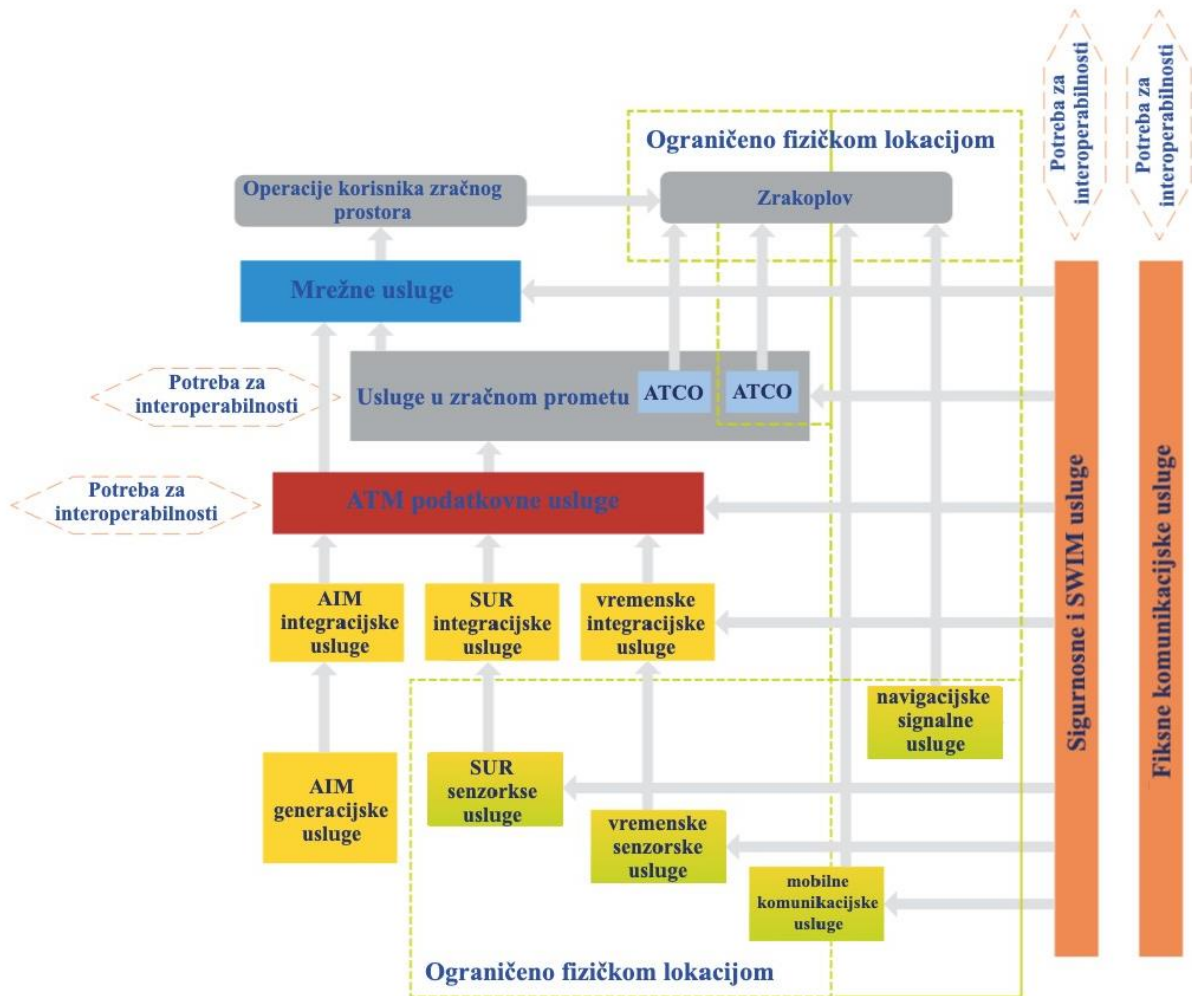 Potreba za
interoperabilnosti
Potreba za
interoperabilnosti
Ograničeno fizičkom lokacijom
Operacije korisnika zračnog
prostora
Zrakoplov
Mrežne usluge
Potreba za
interoperabilnosti
Usluge u zračnom prometu
ATCO
ATCO
Potreba za
interoperabilnosti
ATM podatkovne usluge
AIM
integracijske
usluge
SUR
integracijske
usluge
vremenske
integracijske
usluge
navigacijske
signalne
usluge
AIM
generacijske
usluge
SUR
senzorkse
usluge
vremenske
senzorske
usluge
mobilne
komunikacijske
usluge
Ograničeno fizičkom lokacijom
Sigurnosne i SWIM usluge
Fiksne komunikacijske usluge